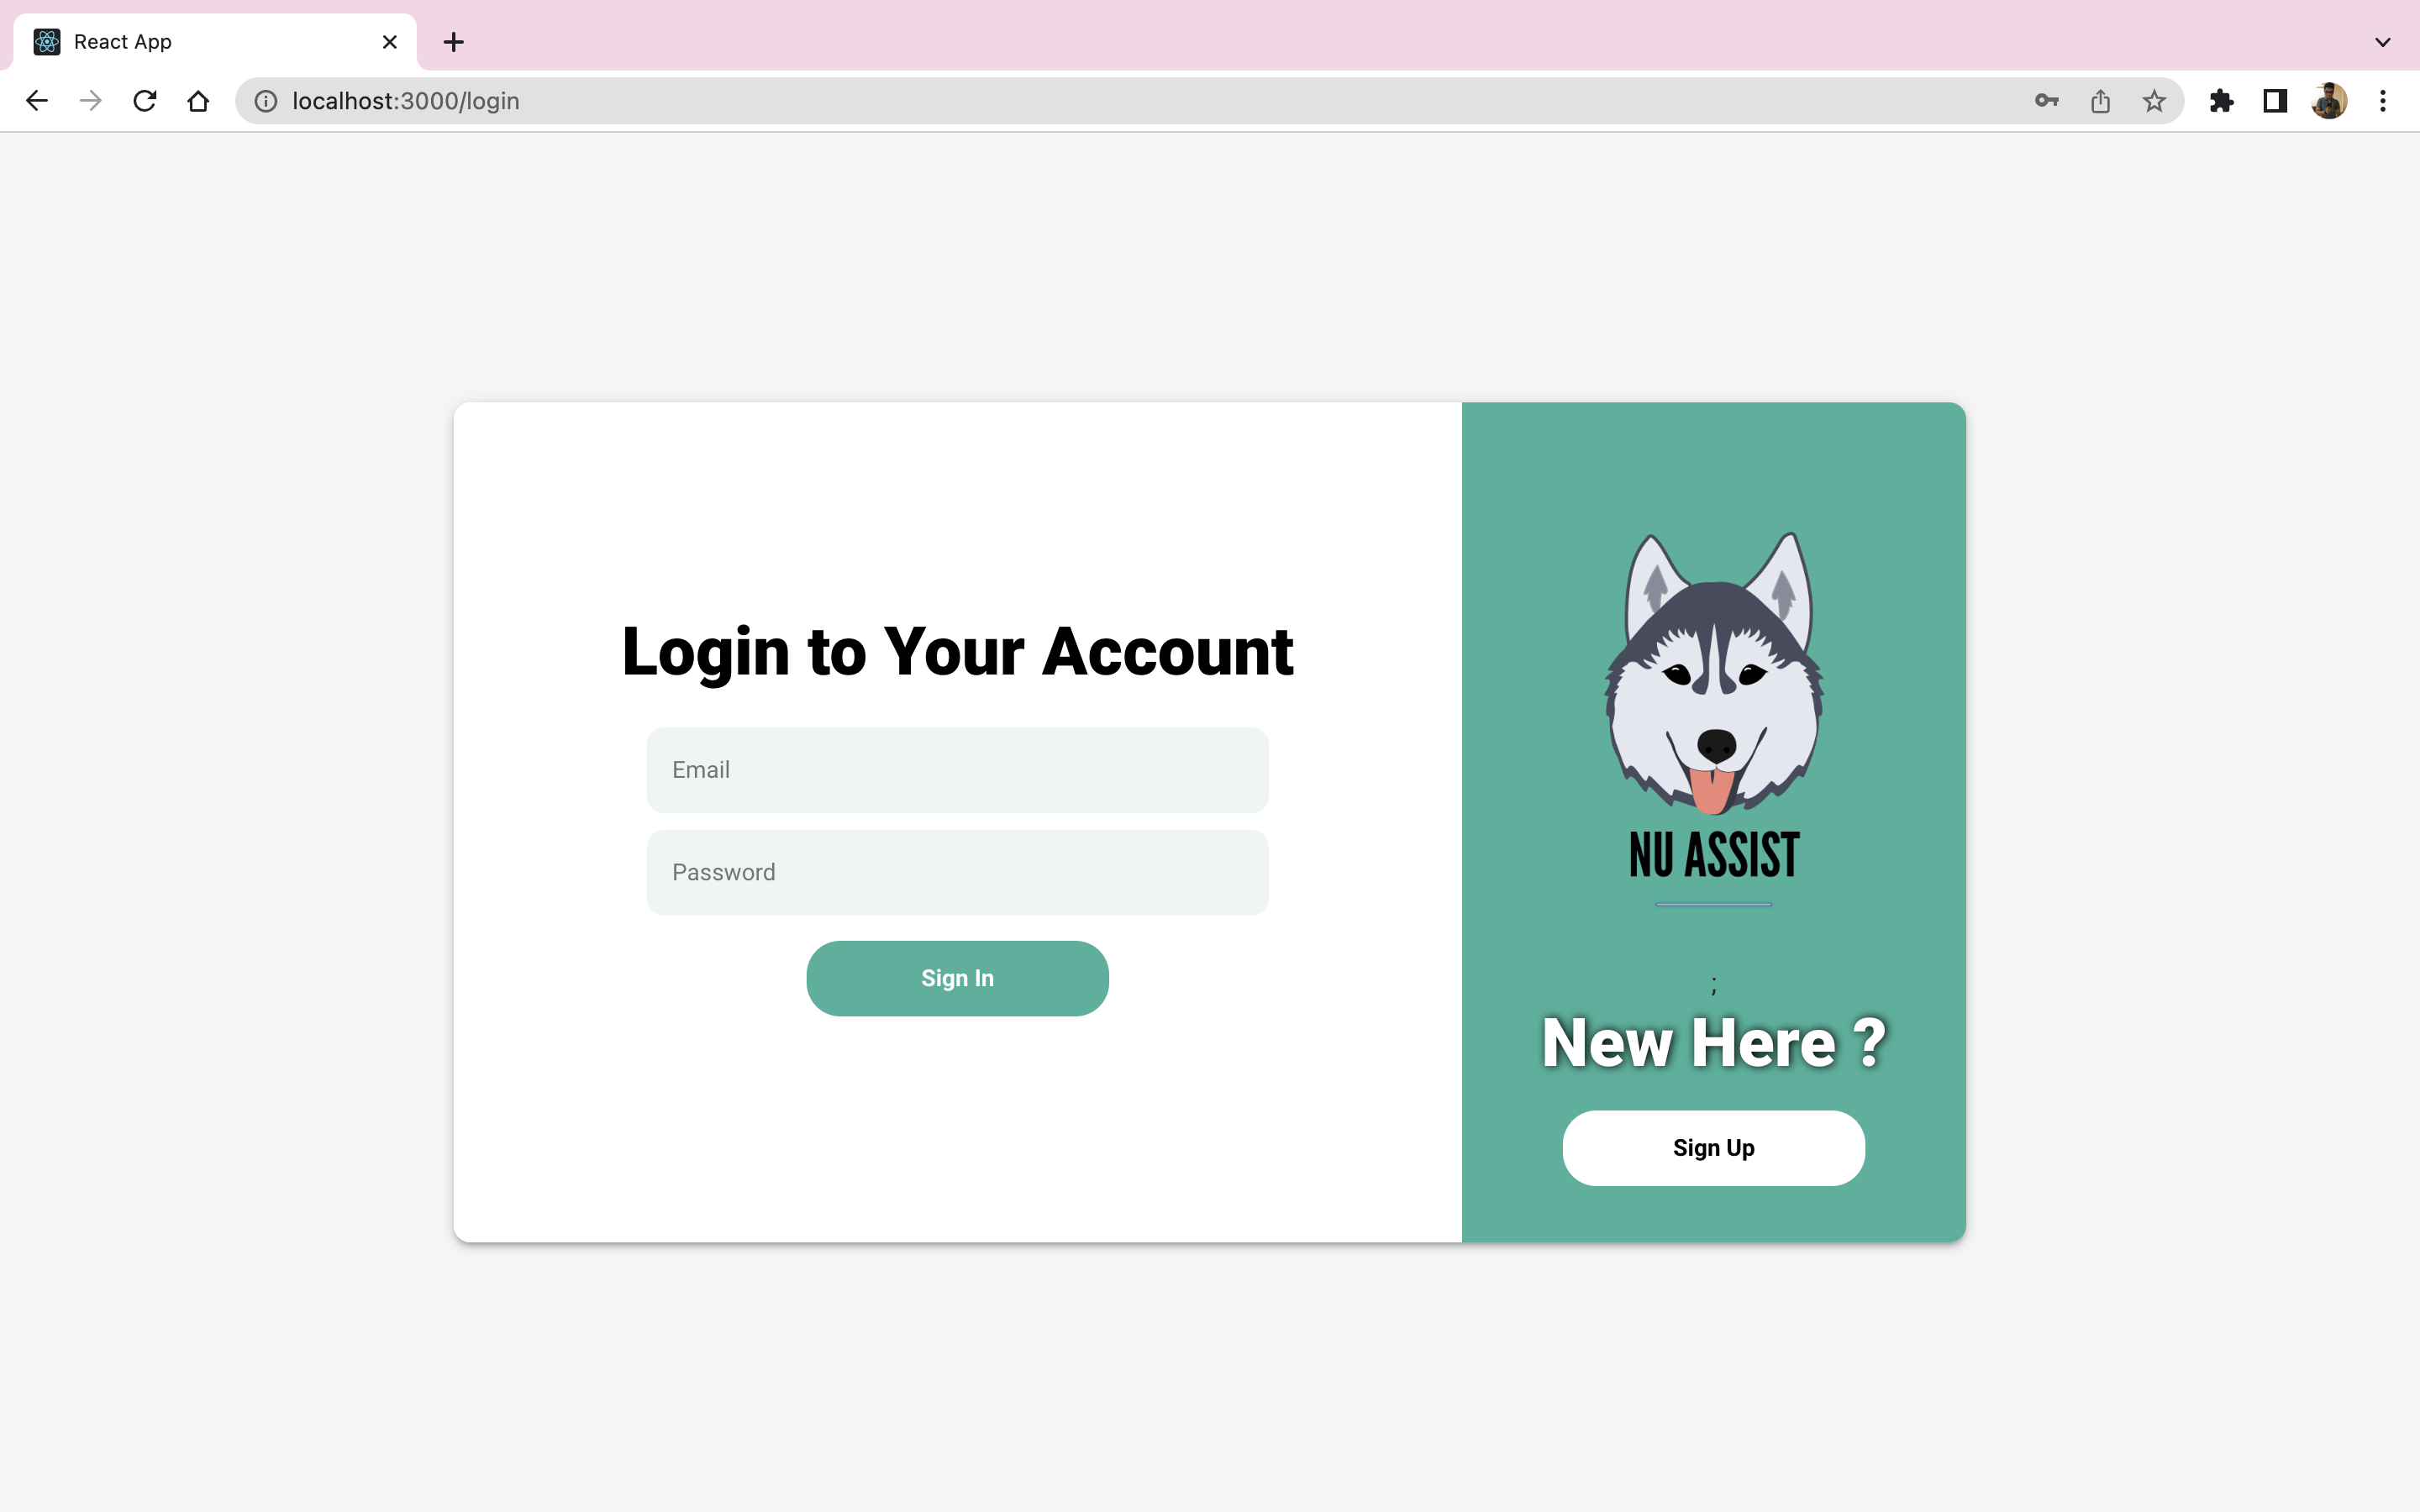 React App
localhost:3000/login
Login to Your Account
Email
Password
Sign In
NU ASSIST
;
New Here ?
Sign Up